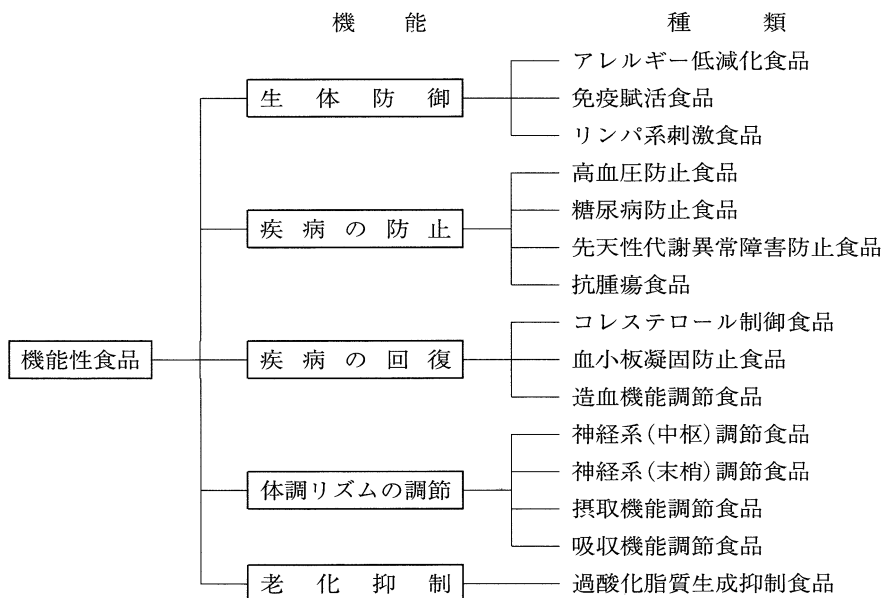 機能 種類
アレルギー低減化食品
生体防御 免疫賦活食品
リンパ系刺激食品
高血圧防止食品
糖尿病防止食品
疾病の防止
先天性代謝異常障害防止食品
抗腫瘍食品
コレステロール制御食品
機能性食品 疾病の回復 血小板凝固防止食品
造血機能調節食品
神経系(中枢)調節食品
神経系(末梢)調節食品
体調リズムの調節
摂取機能調節食品
吸収機能調節食品
老化抑制 過酸化脂質生成抑制食品